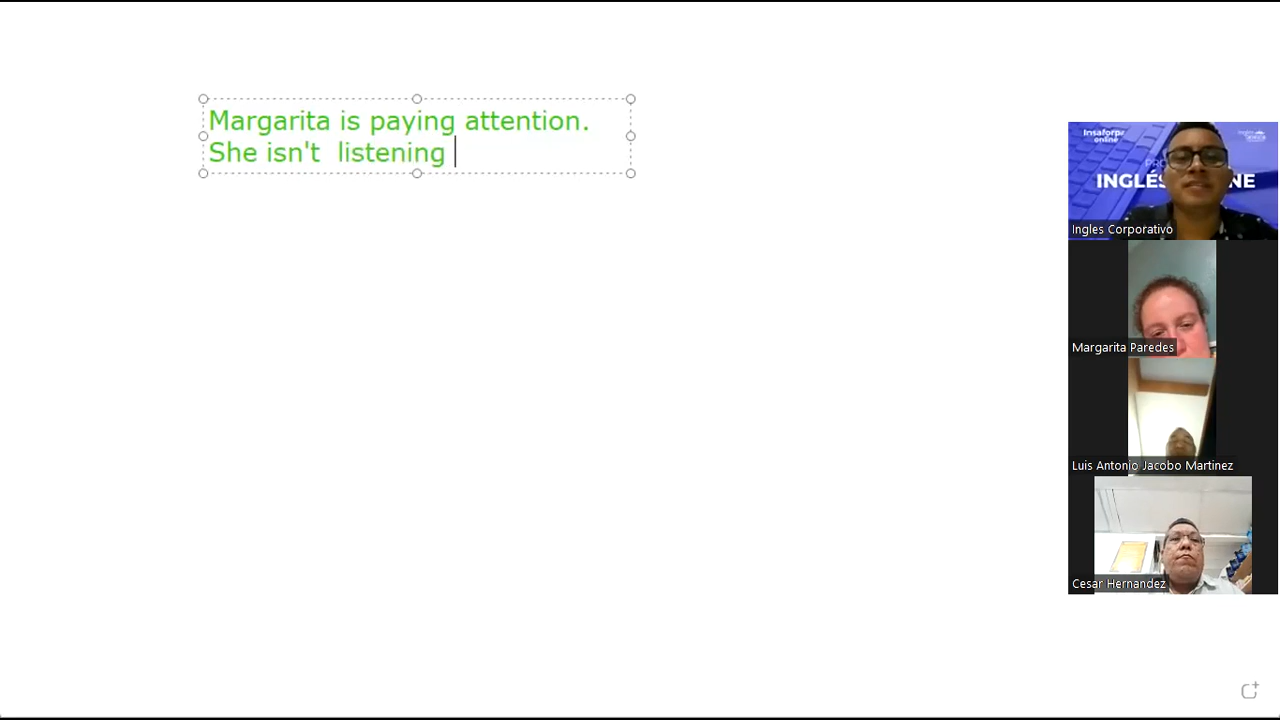 Margarita is paying attention.
She isn't  listening
Insaforp
online
INGLÉS
NE
Ingles Corporativo
Margarita Paredes
Luis Antonio Jacobo Martinez
Cesar Hernandez